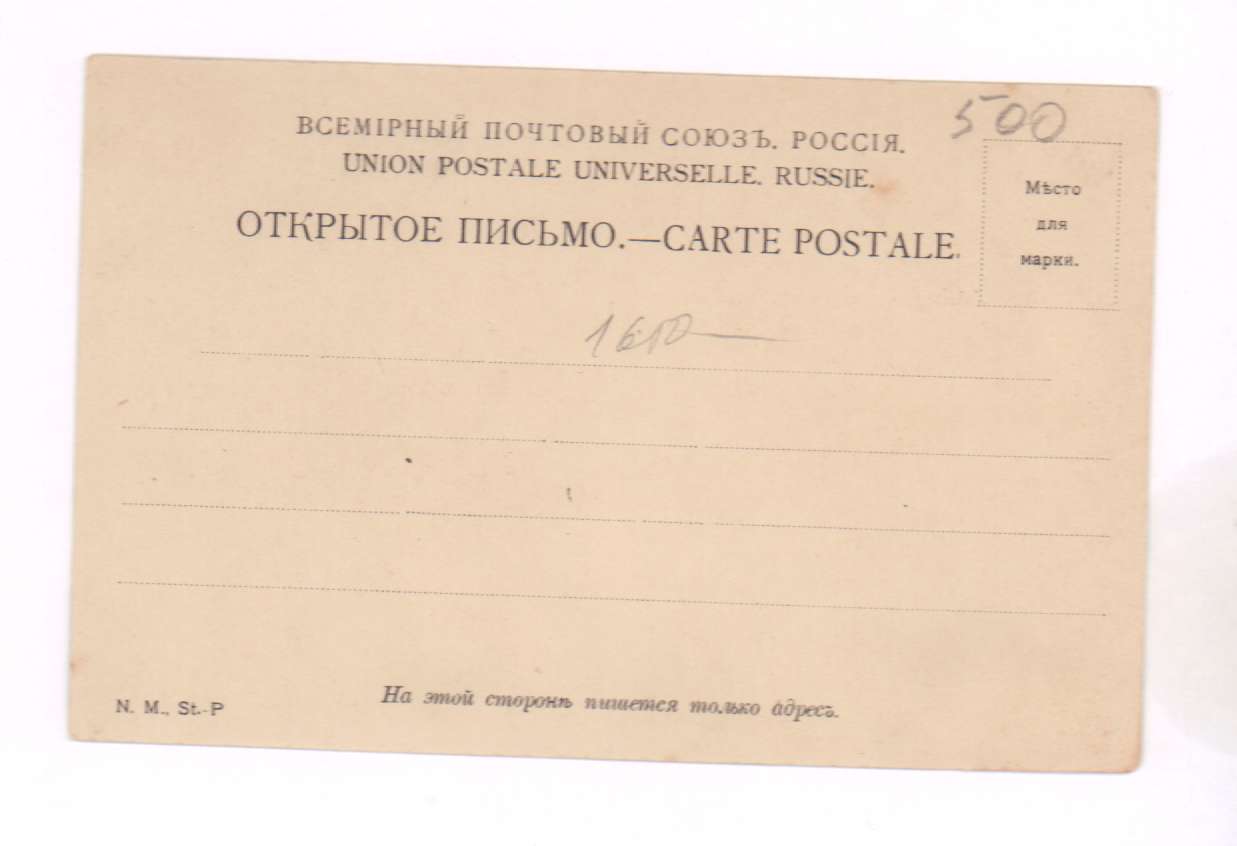 500
ВСЕМІРНЫЙ ПОЧТОВЫЙ СОЮЗЪ. РОССІЯ.
UNION POSTALE UNIVERSELLE. RUSSIE.
ОТКРЫТОЕ ПИСЬМО.—CARTE POSTALE.
Мѣсто
для
марки.
На этой сторонѣ пишется только адресъ.
N. M., St.-P